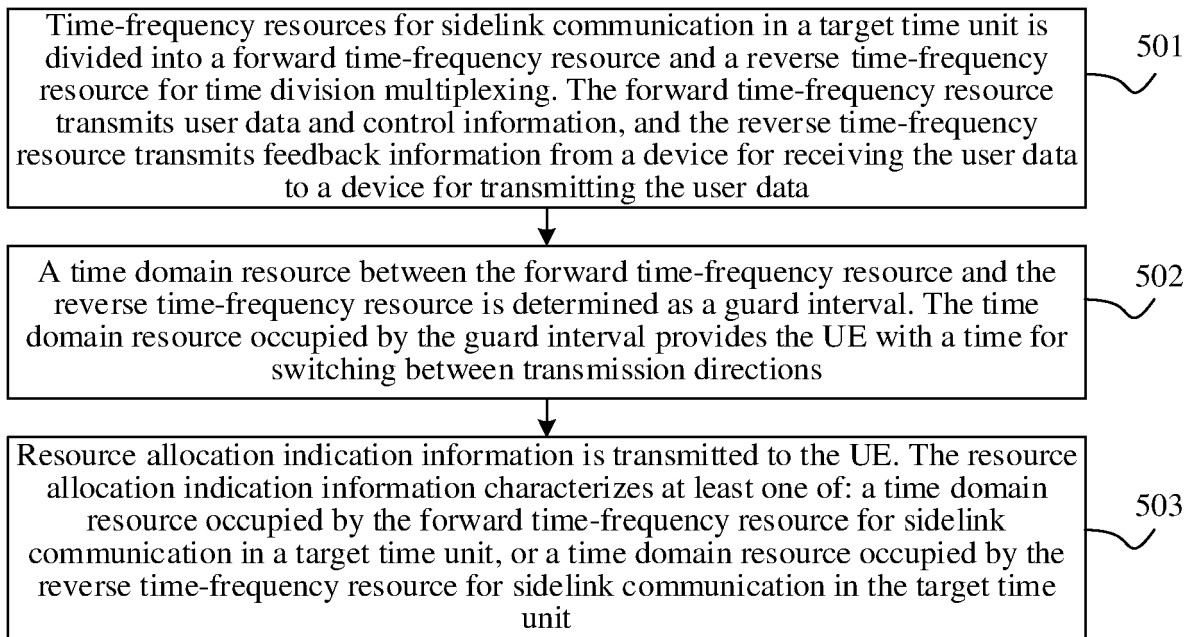 Time-frequency resources for sidelink communication in a target time unit is
divided into a forward time-frequency resource and a reverse time-frequency
resource for time division multiplexing. The forward time-frequency resource
transmits user data and control information, and the reverse time-frequency
resource transmits feedback information from a device for receiving the user data
to a device for transmitting the user data
501
A time domain resource between the forward time-frequency resource and the
reverse time-frequency resource is determined as a guard interval. The time
domain resource occupied by the guard interval provides the UE with a time for
switching between transmission directions
502
Resource allocation indication information is transmitted to the UE. The resource
allocation indication information characterizes at least one of: a time domain
resource occupied by the forward time-frequency resource for sidelink
communication in a target time unit, or a time domain resource occupied by the
reverse time-frequency resource for sidelink communication in the target time
unit
503